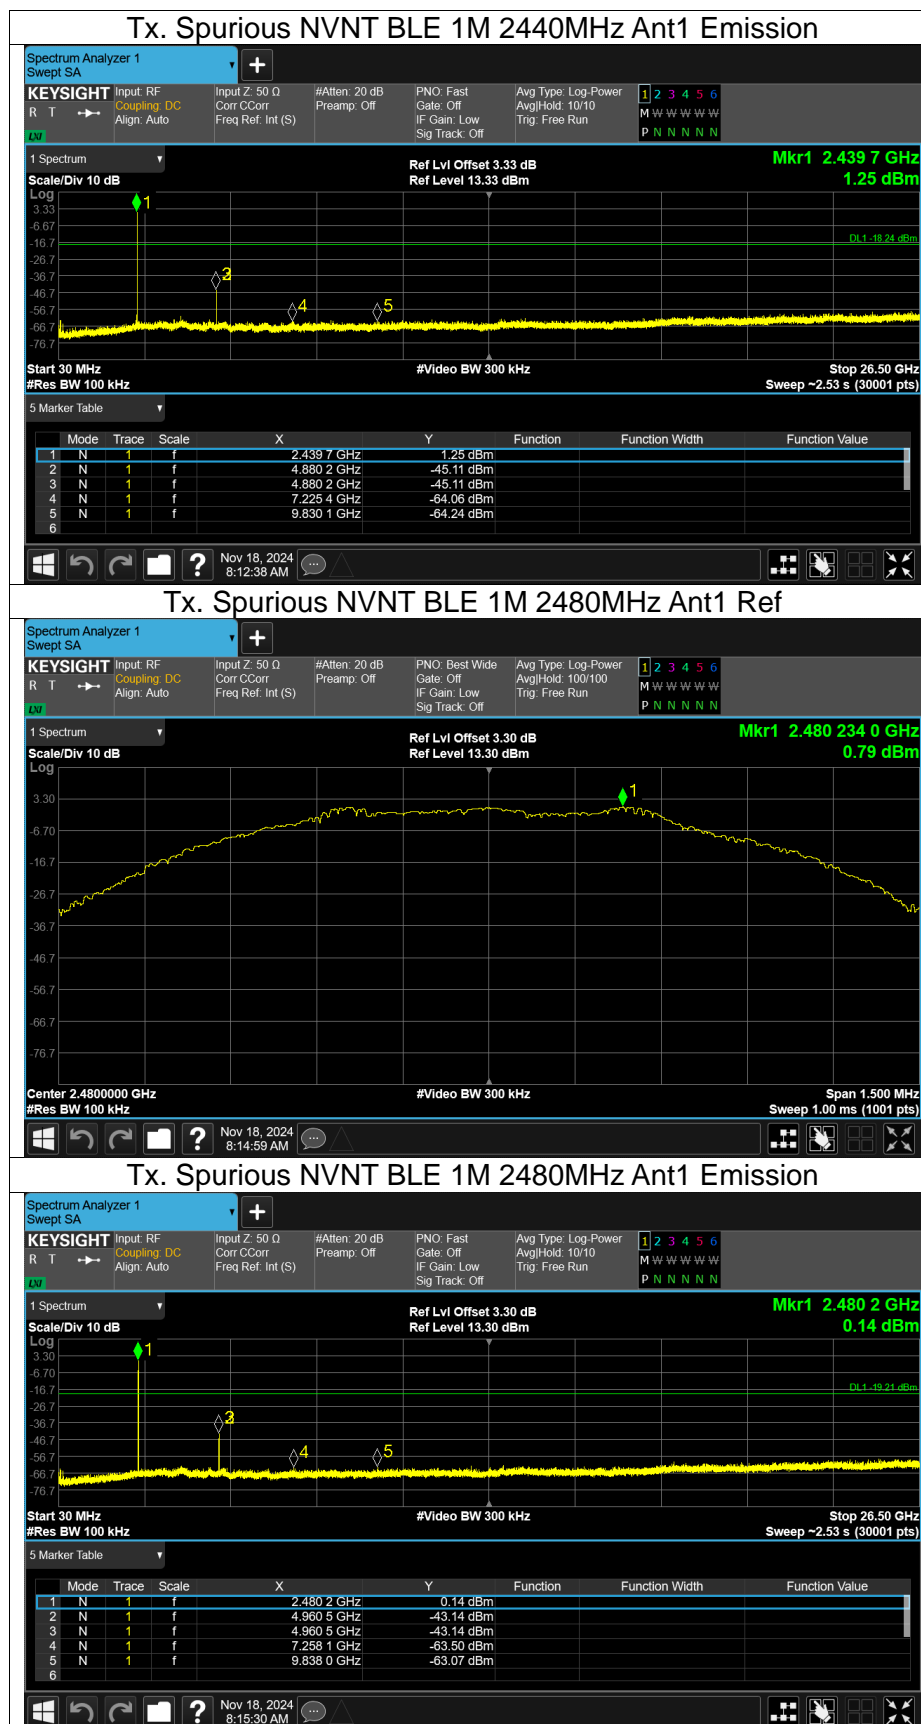 Tx. Spurious NVNT BLE 1M 2440MHz Ant1 Emission
Spectrum Analyzer 1
Swept SA
+
KEYSIGHT
R T
LXI
Input: RF
Coupling: DC
Align: Auto
Input Z: 50 Ω
Corr CCorr
Freq Ref: Int (S)
#Atten: 20 dB
Preamp: Off
PNO: Fast
Gate: Off
IF Gain: Low
Sig Track: Off
Avg Type: Log-Power
Avg|Hold: 10/10
Trig: Free Run
1 2 3 4 5 6
M W W W W W
P N N N N N
1 Spectrum
Scale/Div 10 dB
Ref Lvl Offset 3.33 dB
Ref Level 13.33 dBm
Mkr1 2.439 7 GHz
1.25 dBm
Log
3.33
-6.67
-16.7
-26.7
-36.7
-46.7
-56.7
-66.7
-76.7
1
2
3
4
5
DL1 -18.24 dBm
Start 30 MHz
#Res BW 100 kHz
#Video BW 300 kHz
Stop 26.50 GHz
Sweep ~2.53 s (30001 pts)
5 Marker Table
Mode Trace Scale X Y Function Function Width Function Value
1 N 1 f 2.439 7 GHz 1.25 dBm
2 N 1 f 4.880 2 GHz -45.11 dBm
3 N 1 f 4.880 2 GHz -45.11 dBm
4 N 1 f 7.225 4 GHz -64.06 dBm
5 N 1 f 9.830 1 GHz -64.24 dBm
6
?
Nov 18, 2024
8:12:38 AM
Tx. Spurious NVNT BLE 1M 2480MHz Ant1 Ref
Spectrum Analyzer 1
Swept SA
+
KEYSIGHT
R T
LXI
Input: RF
Coupling: DC
Align: Auto
Input Z: 50 Ω
Corr CCorr
Freq Ref: Int (S)
#Atten: 20 dB
Preamp: Off
PNO: Best Wide
Gate: Off
IF Gain: Low
Sig Track: Off
Avg Type: Log-Power
Avg|Hold: 100/100
Trig: Free Run
1 2 3 4 5 6
M W W W W W
P N N N N N
1 Spectrum
Scale/Div 10 dB
Ref Lvl Offset 3.30 dB
Ref Level 13.30 dBm
Mkr1 2.480 234 0 GHz
0.79 dBm
Log
3.30
-6.70
-16.7
-26.7
-36.7
-46.7
-56.7
-66.7
-76.7
1
Center 2.4800000 GHz
#Res BW 100 kHz
#Video BW 300 kHz
Span 1.500 MHz
Sweep 1.00 ms (1001 pts)
?
Nov 18, 2024
8:14:59 AM
Tx. Spurious NVNT BLE 1M 2480MHz Ant1 Emission
Spectrum Analyzer 1
Swept SA
+
KEYSIGHT
R T
LXI
Input: RF
Coupling: DC
Align: Auto
Input Z: 50 Ω
Corr CCorr
Freq Ref: Int (S)
#Atten: 20 dB
Preamp: Off
PNO: Fast
Gate: Off
IF Gain: Low
Sig Track: Off
Avg Type: Log-Power
Avg|Hold: 10/10
Trig: Free Run
1 2 3 4 5 6
M W W W W W
P N N N N N
1 Spectrum
Scale/Div 10 dB
Ref Lvl Offset 3.30 dB
Ref Level 13.30 dBm
Mkr1 2.480 2 GHz
0.14 dBm
Log
3.30
-6.70
-16.7
-26.7
-36.7
-46.7
-56.7
-66.7
-76.7
1
2
3
4
5
DL1 -19.21 dBm
Start 30 MHz
#Res BW 100 kHz
#Video BW 300 kHz
Stop 26.50 GHz
Sweep ~2.53 s (30001 pts)
5 Marker Table
Mode Trace Scale X Y Function Function Width Function Value
1 N 1 f 2.480 2 GHz 0.14 dBm
2 N 1 f 4.960 5 GHz -43.14 dBm
3 N 1 f 4.960 5 GHz -43.14 dBm
4 N 1 f 7.258 1 GHz -63.50 dBm
5 N 1 f 9.838 0 GHz -63.07 dBm
6
?
Nov 18, 2024
8:15:30 AM